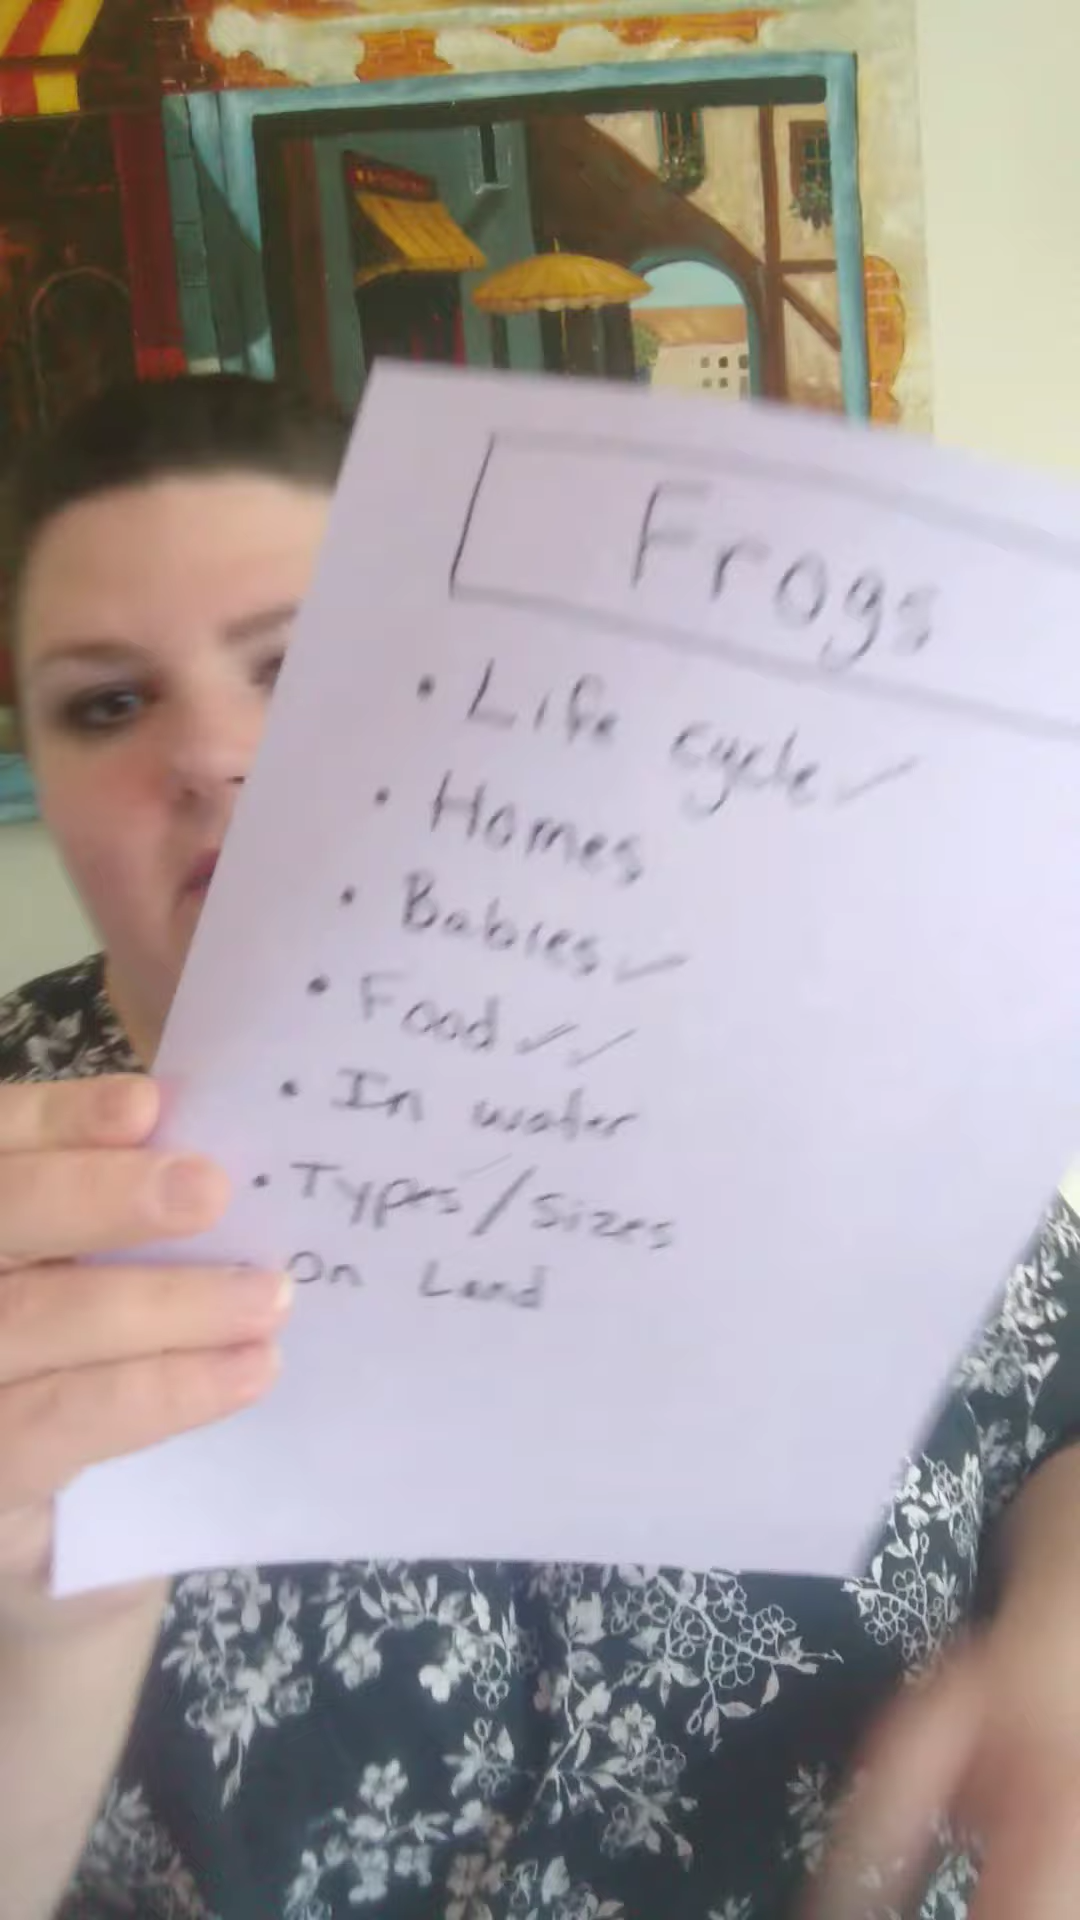 Frogs
• Life cycle ✓
• Homes
• Babies ✓
• Food ✓✓
• In water
• Types ✓/ Sizes
• On Land